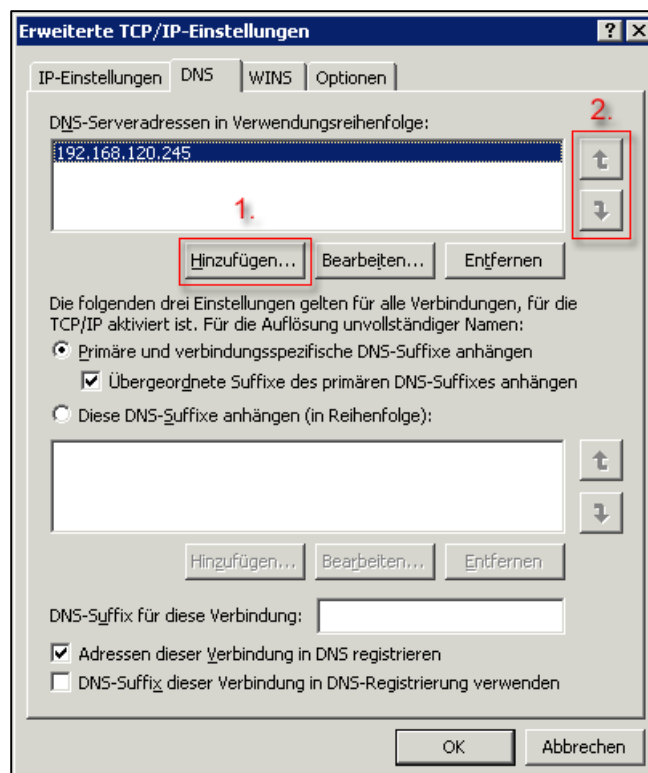 Erweiterte TCP/IP-Einstellungen
IP-Einstellungen DNS WINS Optionen
2.
DNS-Serveradressen in Verwendungsreihenfolge:
192.168.120.245
1.
Hinzufügen... Bearbeiten... Entfernen
Die folgenden drei Einstellungen gelten für alle Verbindungen, für die
TCP/IP aktiviert ist. Für die Auflösung unvollständiger Namen:
Primäre und verbindungsspezifische DNS-Suffixe anhängen
Übergeordnete Suffixe des primären DNS-Suffixes anhängen
Diese DNS-Suffixe anhängen (in Reihenfolge):
Hinzufügen... Bearbeiten... Entfernen
DNS-Suffix für diese Verbindung:
Adressen dieser Verbindung in DNS registrieren
DNS-Suffix dieser Verbindung in DNS-Registrierung verwenden
OK Abbrechen